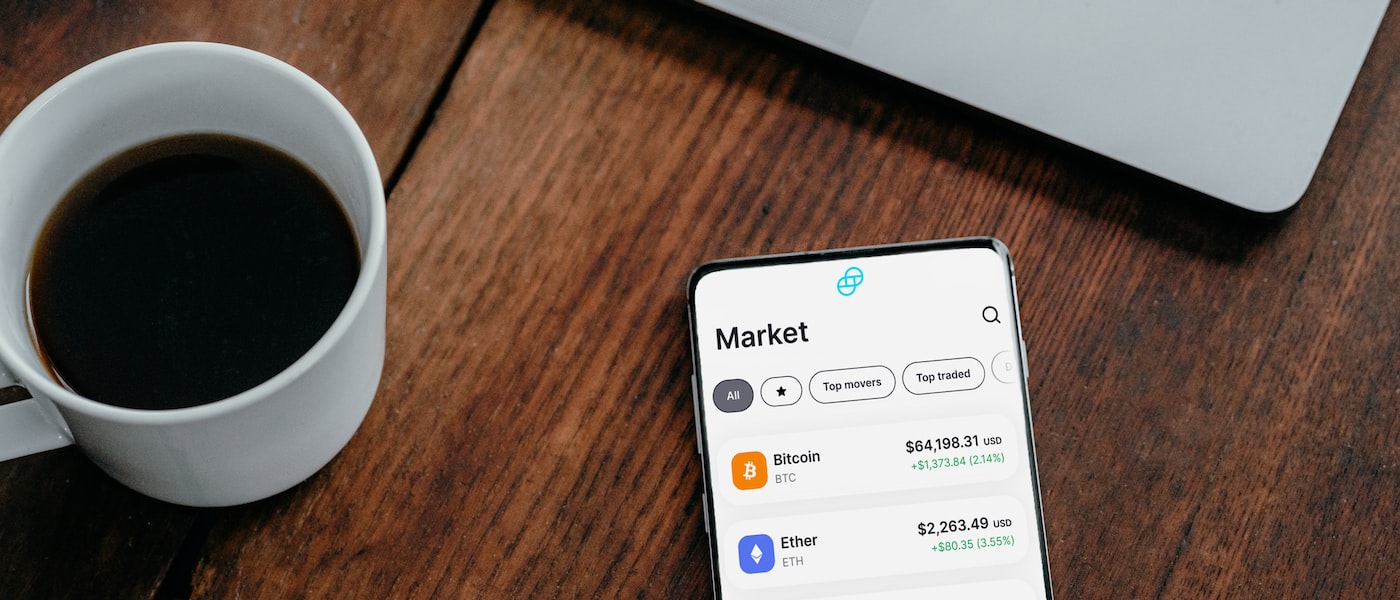 Market
All
Top movers
Top traded
Bitcoin
BTC
$64,198.31 USD
+$1,373.84 (2.14%)
Ether
ETH
$2,263.49 USD
+$80.35 (3.55%)